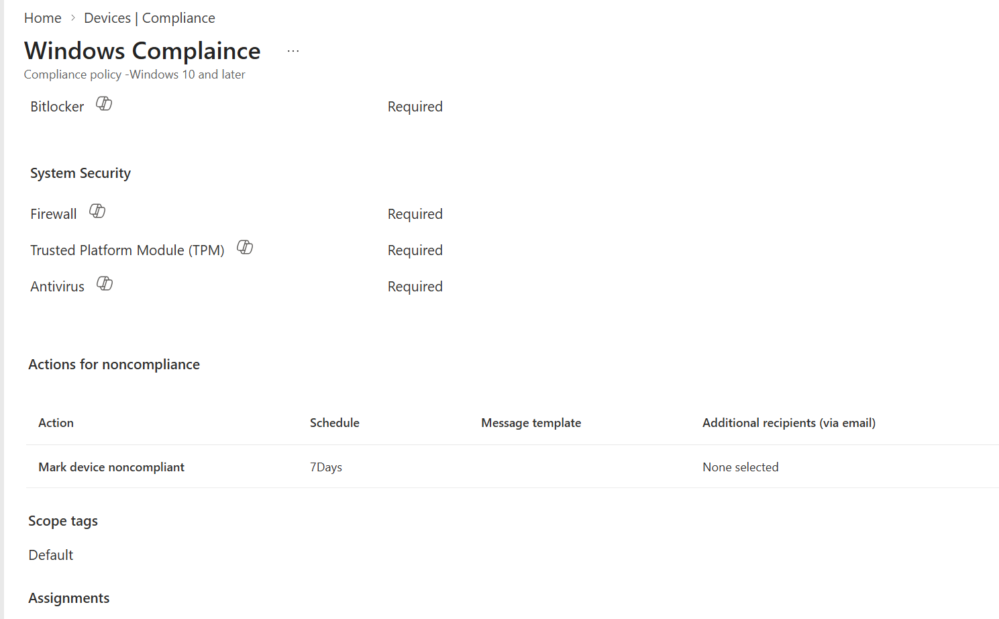 Home > Devices | Compliance
Windows Complaince ...
Compliance policy -Windows 10 and later
Bitlocker Required
System Security
Firewall Required
Trusted Platform Module (TPM) Required
Antivirus Required
Actions for noncompliance
Action Schedule Message template Additional recipients (via email)
Mark device noncompliant 7Days None selected
Scope tags
Default
Assignments